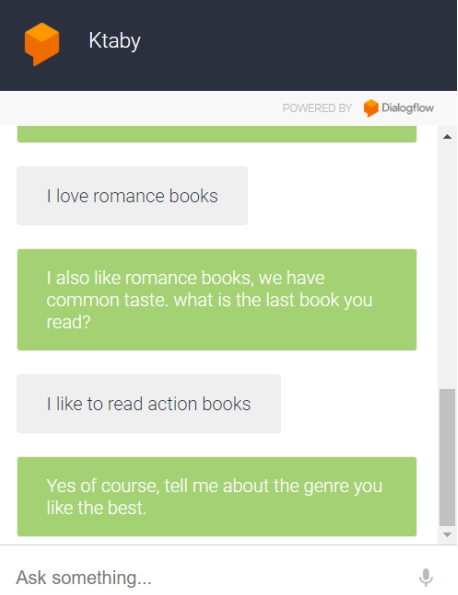 Ktaby
POWERED BY Dialogflow
I love romance books
I also like romance books, we have
common taste. what is the last book you
read?
I like to read action books
Yes of course, tell me about the genre you
like the best.
Ask something...